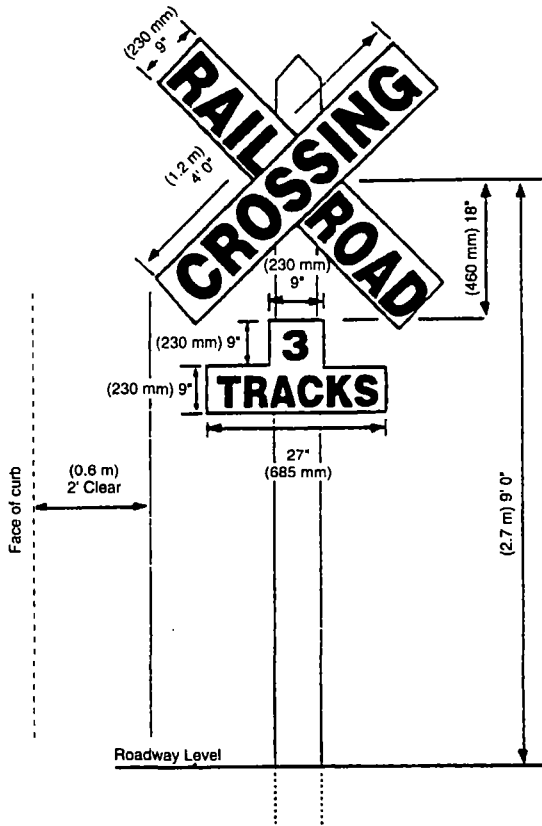 (230 mm)
9"
RAIL
ROAD
CROSSING
(1.2 m)
4' 0"
(460 mm) 18"
(230 mm)
9"
(230 mm) 9"
3
(230 mm) 9"
TRACKS
27"
(685 mm)
(0.6 m)
2' Clear
Face of curb
(2.7 m) 9' 0"
Roadway Level